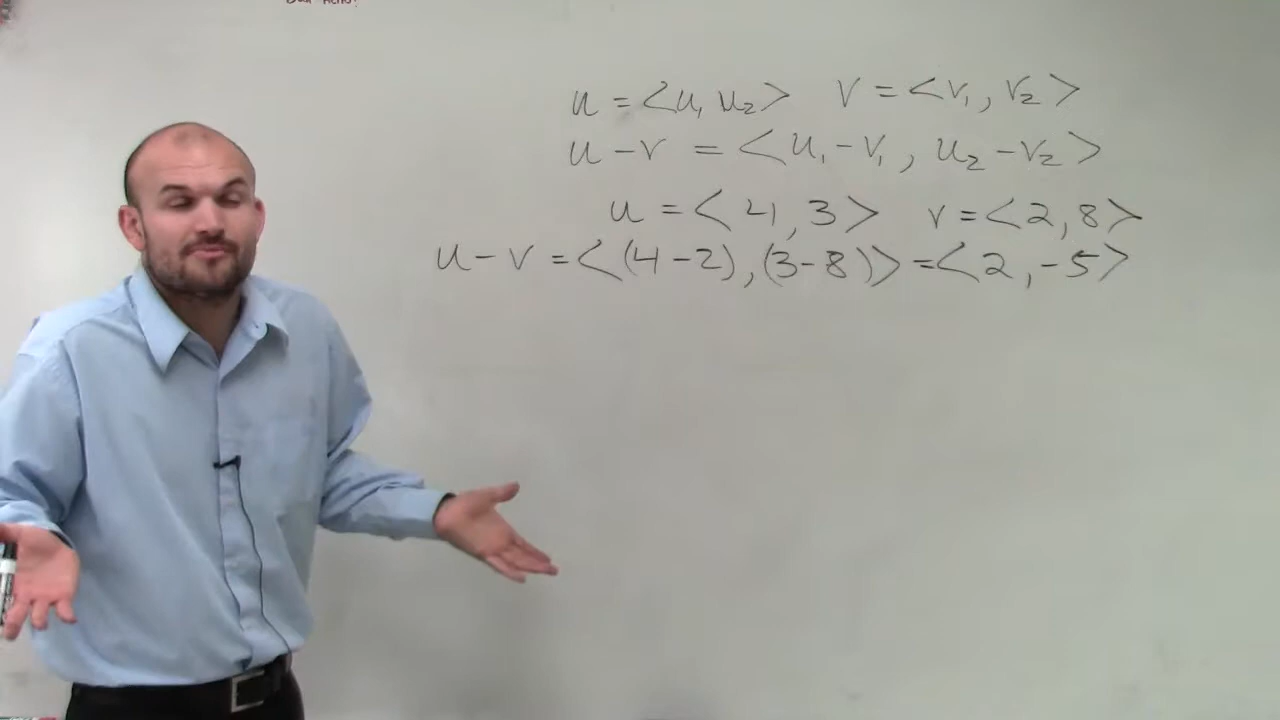 u = <u₁ u₂> v = <v₁, v₂>
u - v = <u₁ - v₁, u₂ - v₂>
u = <4, 3> v = <2, 8>
u - v = <(4 - 2), (3 - 8)> = <2, -5>